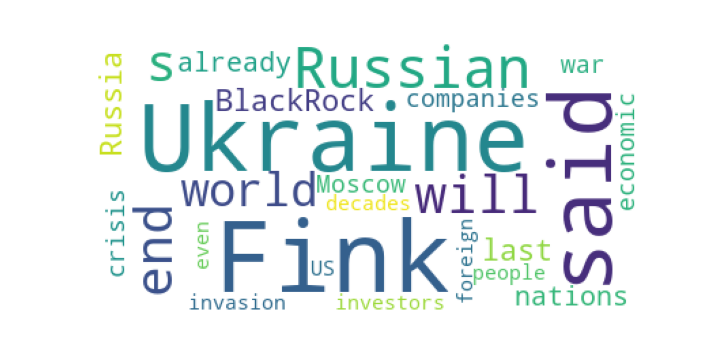 Russia
s
already
Russian
war
BlackRock
companies
Ukraine
said
economic
world
Moscow
will
decades
crisis
end
even
Fink
US
foreign
last
people
nations
invasion
investors